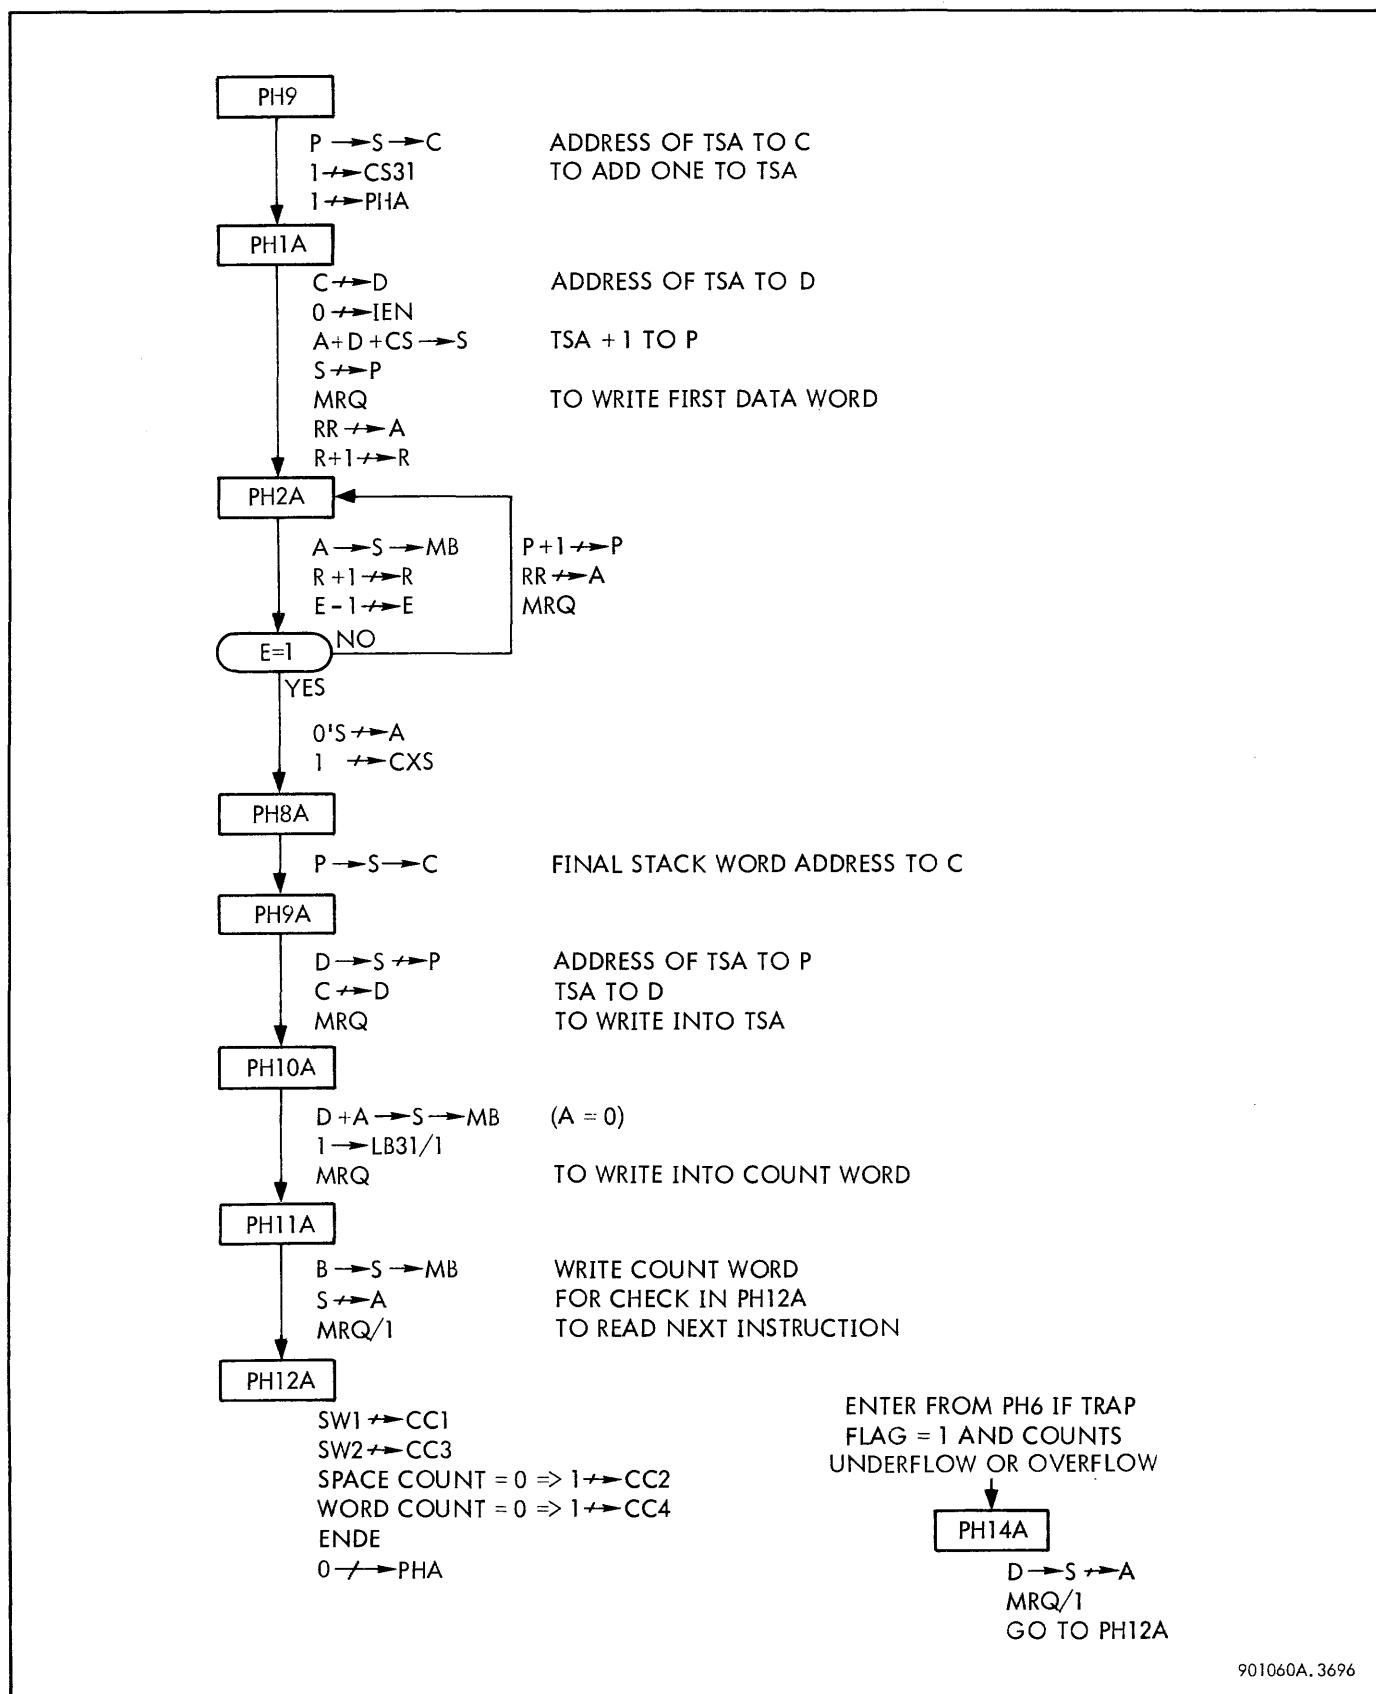 PH9
P → S → C ADDRESS OF TSA TO C
1 ↛ CS31 TO ADD ONE TO TSA
1 ↛ PHA
PH1A
C ↛ D ADDRESS OF TSA TO D
0 ↛ IEN
A+D+CS → S TSA + 1 TO P
S ↛ P
MRQ TO WRITE FIRST DATA WORD
RR ↛ A
R+1 ↛ R
PH2A
A → S → MB P+1 ↛ P
R+1 ↛ R RR ↛ A
E-1 ↛ E MRQ
E=1 NO
YES
0'S ↛ A
1 ↛ CXS
PH8A
P → S → C FINAL STACK WORD ADDRESS TO C
PH9A
D → S ↛ P ADDRESS OF TSA TO P
C ↛ D TSA TO D
MRQ TO WRITE INTO TSA
PH10A
D+A → S → MB (A = 0)
1 → LB31/1
MRQ TO WRITE INTO COUNT WORD
PH11A
B → S → MB WRITE COUNT WORD
S ↛ A FOR CHECK IN PH12A
MRQ/1 TO READ NEXT INSTRUCTION
PH12A
SW1 ↛ CC1
SW2 ↛ CC3
SPACE COUNT = 0 => 1 ↛ CC2
WORD COUNT = 0 => 1 ↛ CC4
ENDE
0 ↛ PHA
ENTER FROM PH6 IF TRAP
FLAG = 1 AND COUNTS
UNDERFLOW OR OVERFLOW
PH14A
D → S ↛ A
MRQ/1
GO TO PH12A
901060A.3696